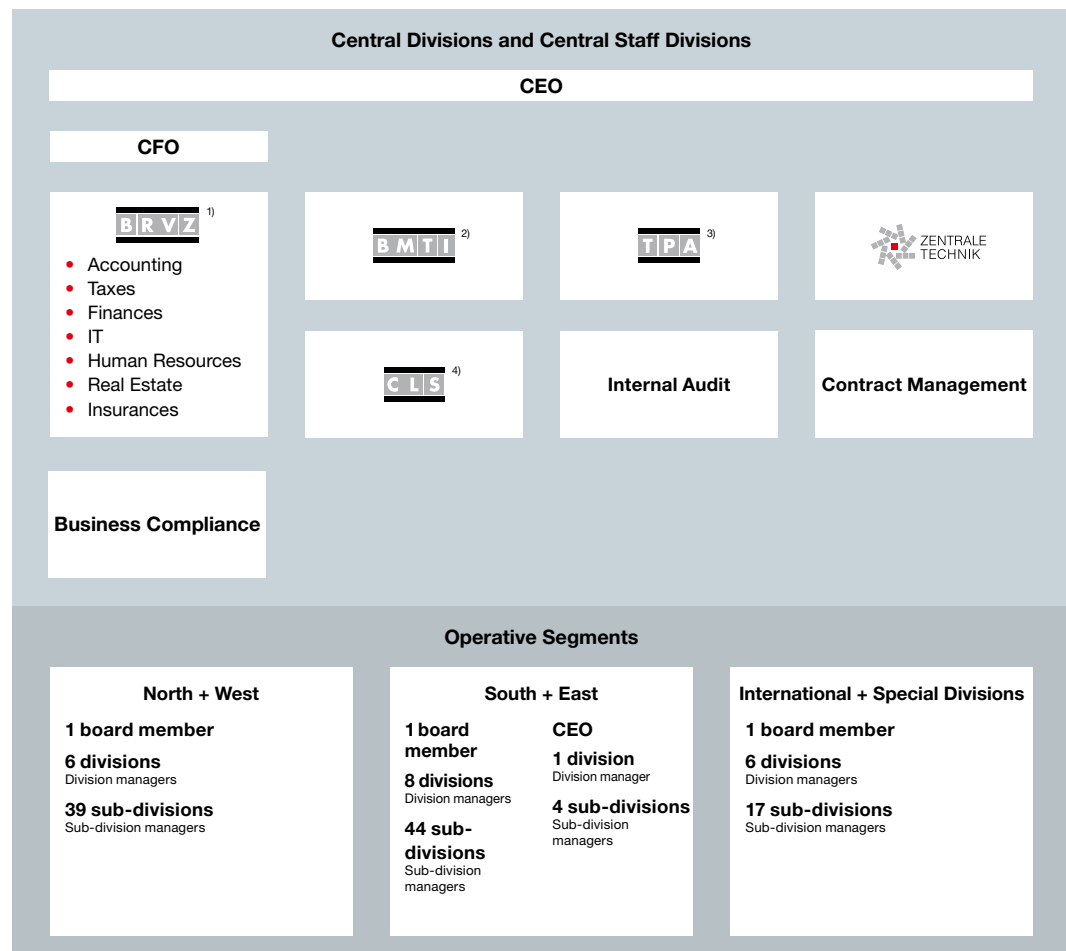 Central Divisions and Central Staff Divisions
CEO
CFO
BRVZ 1)
• Accounting
• Taxes
• Finances
• IT
• Human Resources
• Real Estate
• Insurances
BMTI 2)
TPA 3)
ZENTRALE
TECHNIK
CLS 4)
Internal Audit
Contract Management
Business Compliance
Operative Segments
North + West
1 board member
6 divisions
Division managers
39 sub-divisions
Sub-division managers
South + East
1 board
member
8 divisions
Division managers
44 sub-
divisions
Sub-division
managers
CEO
1 division
Division manager
4 sub-divisions
Sub-division
managers
International + Special Divisions
1 board member
6 divisions
Division managers
17 sub-divisions
Sub-division managers